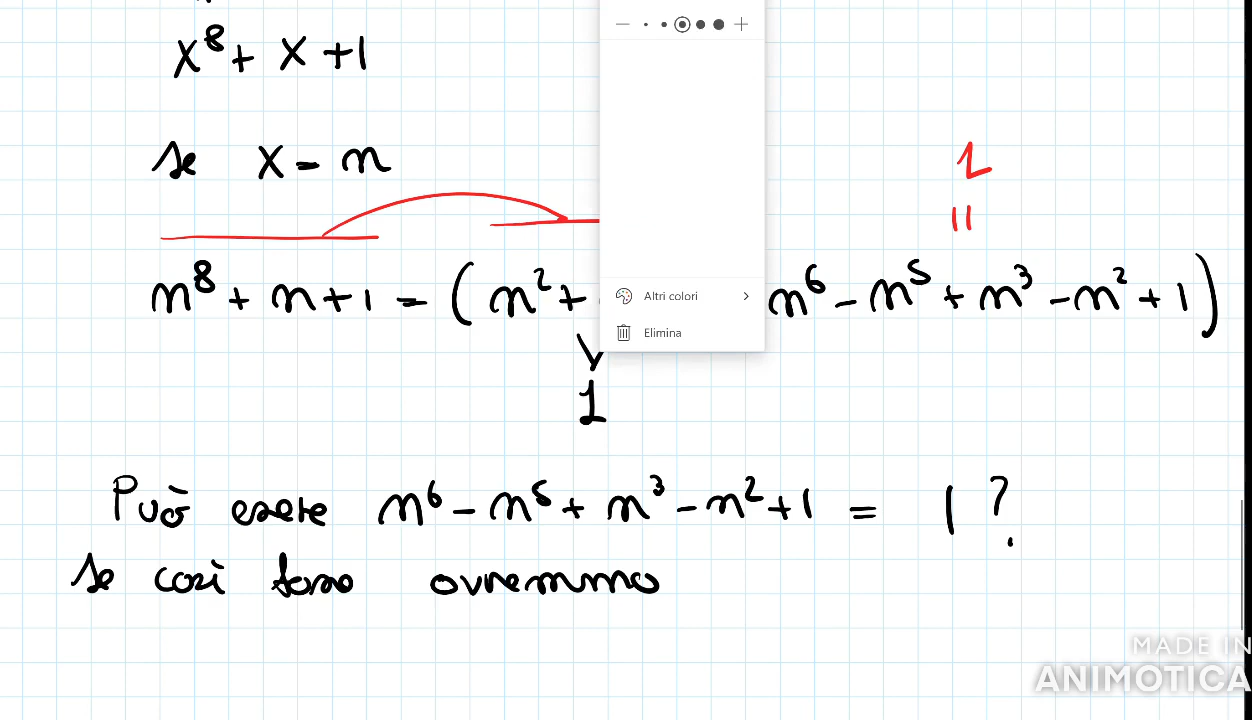 x⁸ + x + 1
se x = n
1
||
n⁸ + n + 1 = (n² + n⁶ - n⁵ + n³ - n² + 1)
Altri colori
Elimina
1
Può essere n⁶ - n⁵ + n³ - n² + 1 = 1 ?
se così fosse avremmo
MADE IN
ANIMOTICA